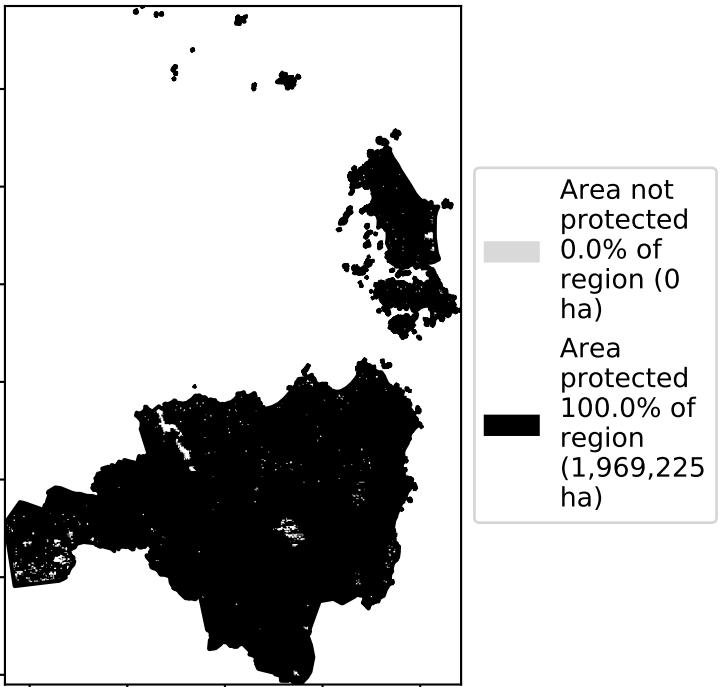 Area not
protected
0.0% of
region (0
ha)
Area
protected
100.0% of
region
(1,969,225
ha)